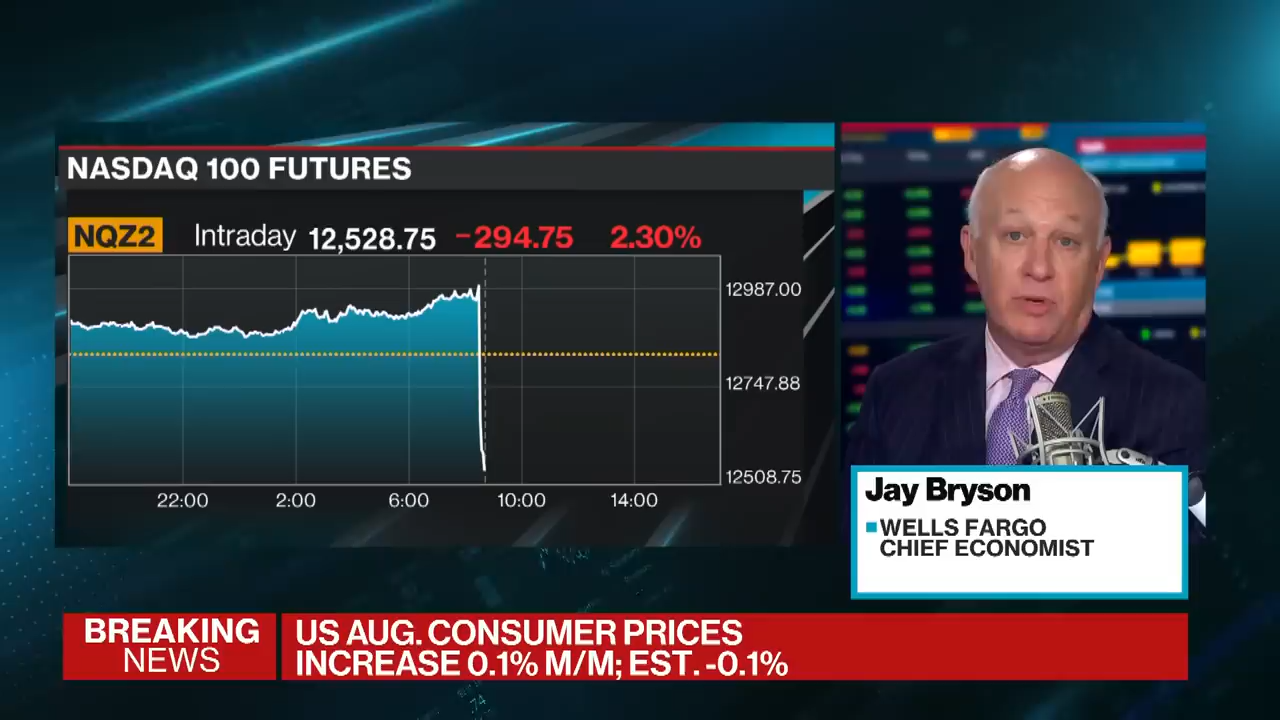 NASDAQ 100 FUTURES
NQZ2 Intraday 12,528.75 -294.75 2.30%
12987.00
12747.88
12508.75
22:00 2:00 6:00 10:00 14:00
Jay Bryson
WELLS FARGO
CHIEF ECONOMIST
BREAKING
NEWS
US AUG. CONSUMER PRICES
INCREASE 0.1% M/M; EST. -0.1%